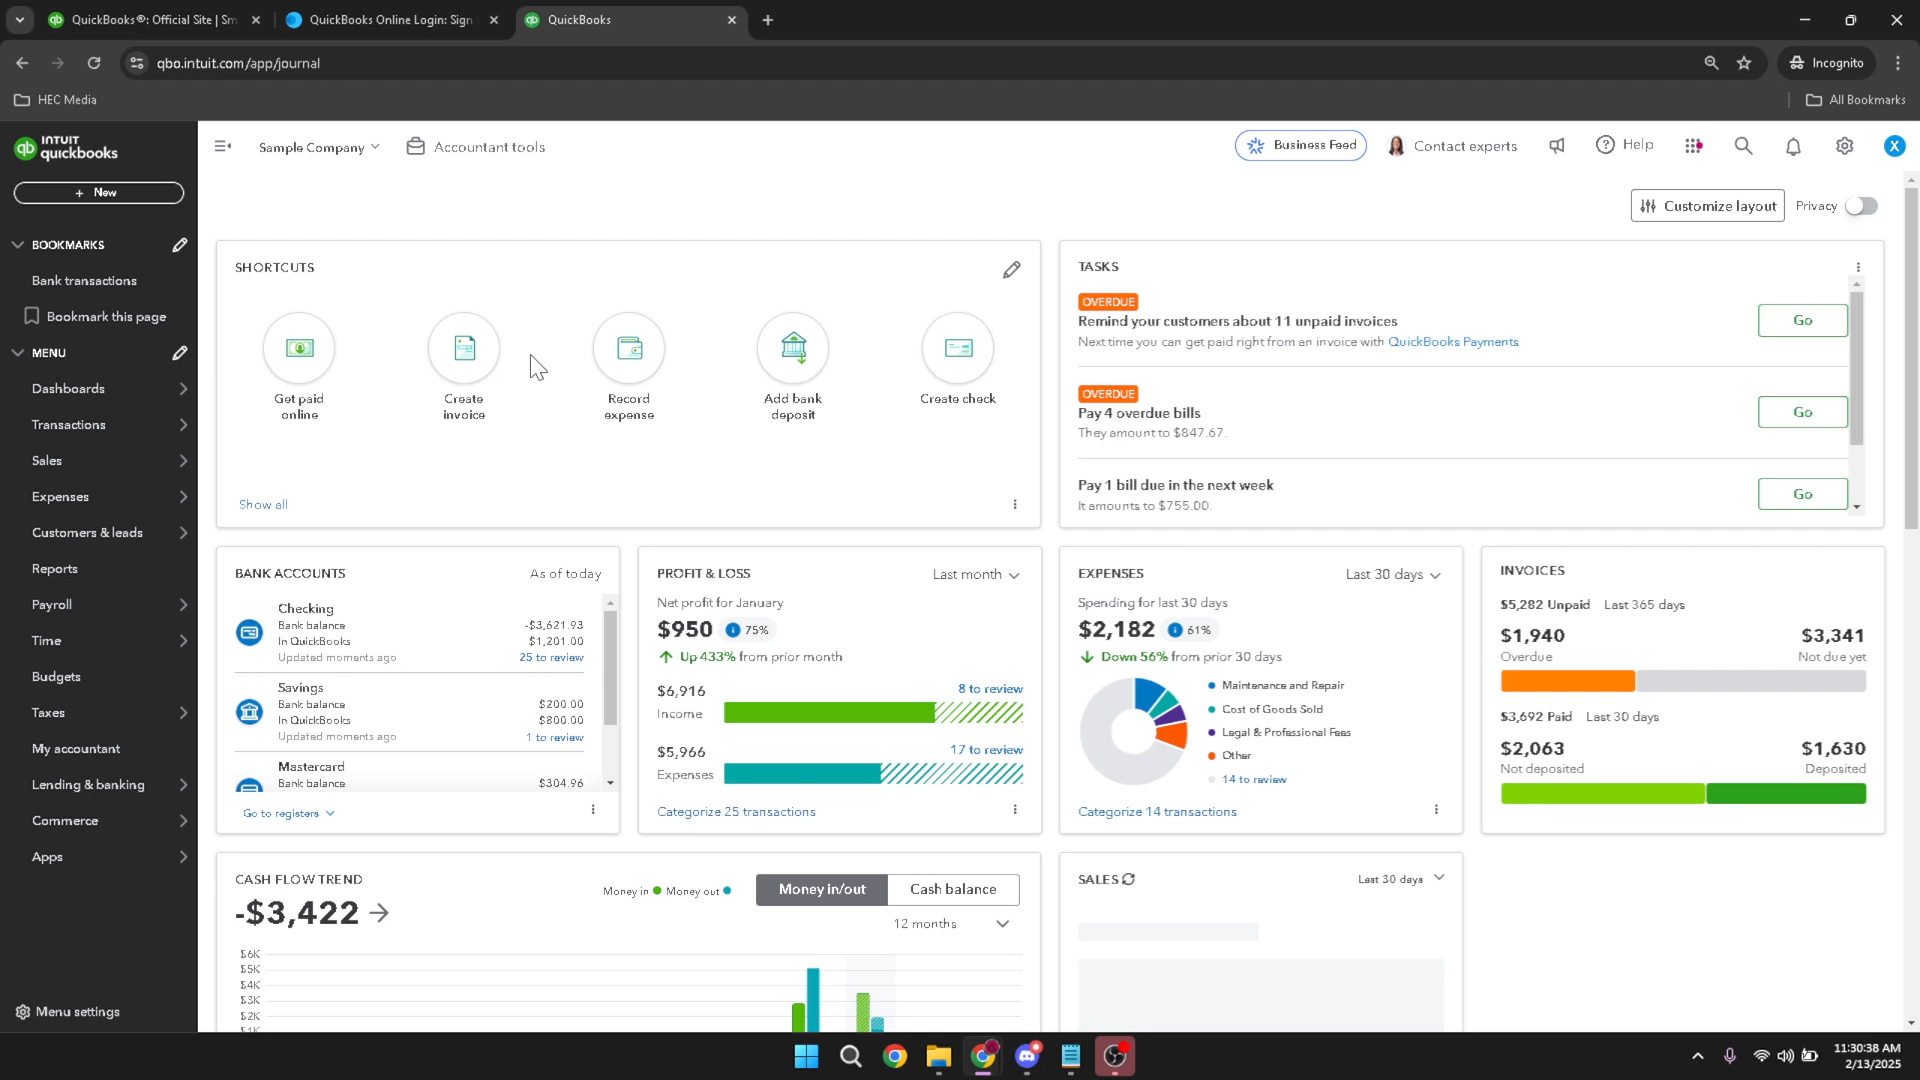 QuickBooks®: Official Site | Sm
QuickBooks Online Login: Sign
QuickBooks
qbo.intuit.com/app/journal
Incognito
HEC Media
All Bookmarks
INTUIT
quickbooks
Sample Company
Accountant tools
Business Feed
Contact experts
Help
X
+ New
Customize layout
Privacy
BOOKMARKS
Bank transactions
Bookmark this page
MENU
Dashboards
Transactions
Sales
Expenses
Customers & leads
Reports
Payroll
Time
Budgets
Taxes
My accountant
Lending & banking
Commerce
Apps
Menu settings
SHORTCUTS
Get paid
online
Create
invoice
Record
expense
Add bank
deposit
Create check
Show all
TASKS
OVERDUE
Remind your customers about 11 unpaid invoices
Next time you can get paid right from an invoice with QuickBooks Payments
Go
OVERDUE
Pay 4 overdue bills
They amount to $847.67.
Go
Pay 1 bill due in the next week
It amounts to $755.00.
Go
BANK ACCOUNTS
As of today
Checking
Bank balance -$3,621.93
In QuickBooks $1,201.00
Updated moments ago 25 to review
Savings
Bank balance $200.00
In QuickBooks $800.00
Updated moments ago 1 to review
Mastercard
Bank balance $304.96
Go to registers
PROFIT & LOSS
Last month
Net profit for January
$950 75%
Up 433% from prior month
$6,916 8 to review
Income
$5,966 17 to review
Expenses
Categorize 25 transactions
EXPENSES
Last 30 days
Spending for last 30 days
$2,182 61%
Down 56% from prior 30 days
Maintenance and Repair
Cost of Goods Sold
Legal & Professional Fees
Other
14 to review
Categorize 14 transactions
INVOICES
$5,282 Unpaid Last 365 days
$1,940 $3,341
Overdue Not due yet
$3,692 Paid Last 30 days
$2,063 $1,630
Not deposited Deposited
CASH FLOW TREND
-$3,422
Money in Money out
Money in/out
Cash balance
12 months
$6K
$5K
$4K
$3K
$2K
$1K
SALES
Last 30 days
11:30:38 AM
2/13/2025